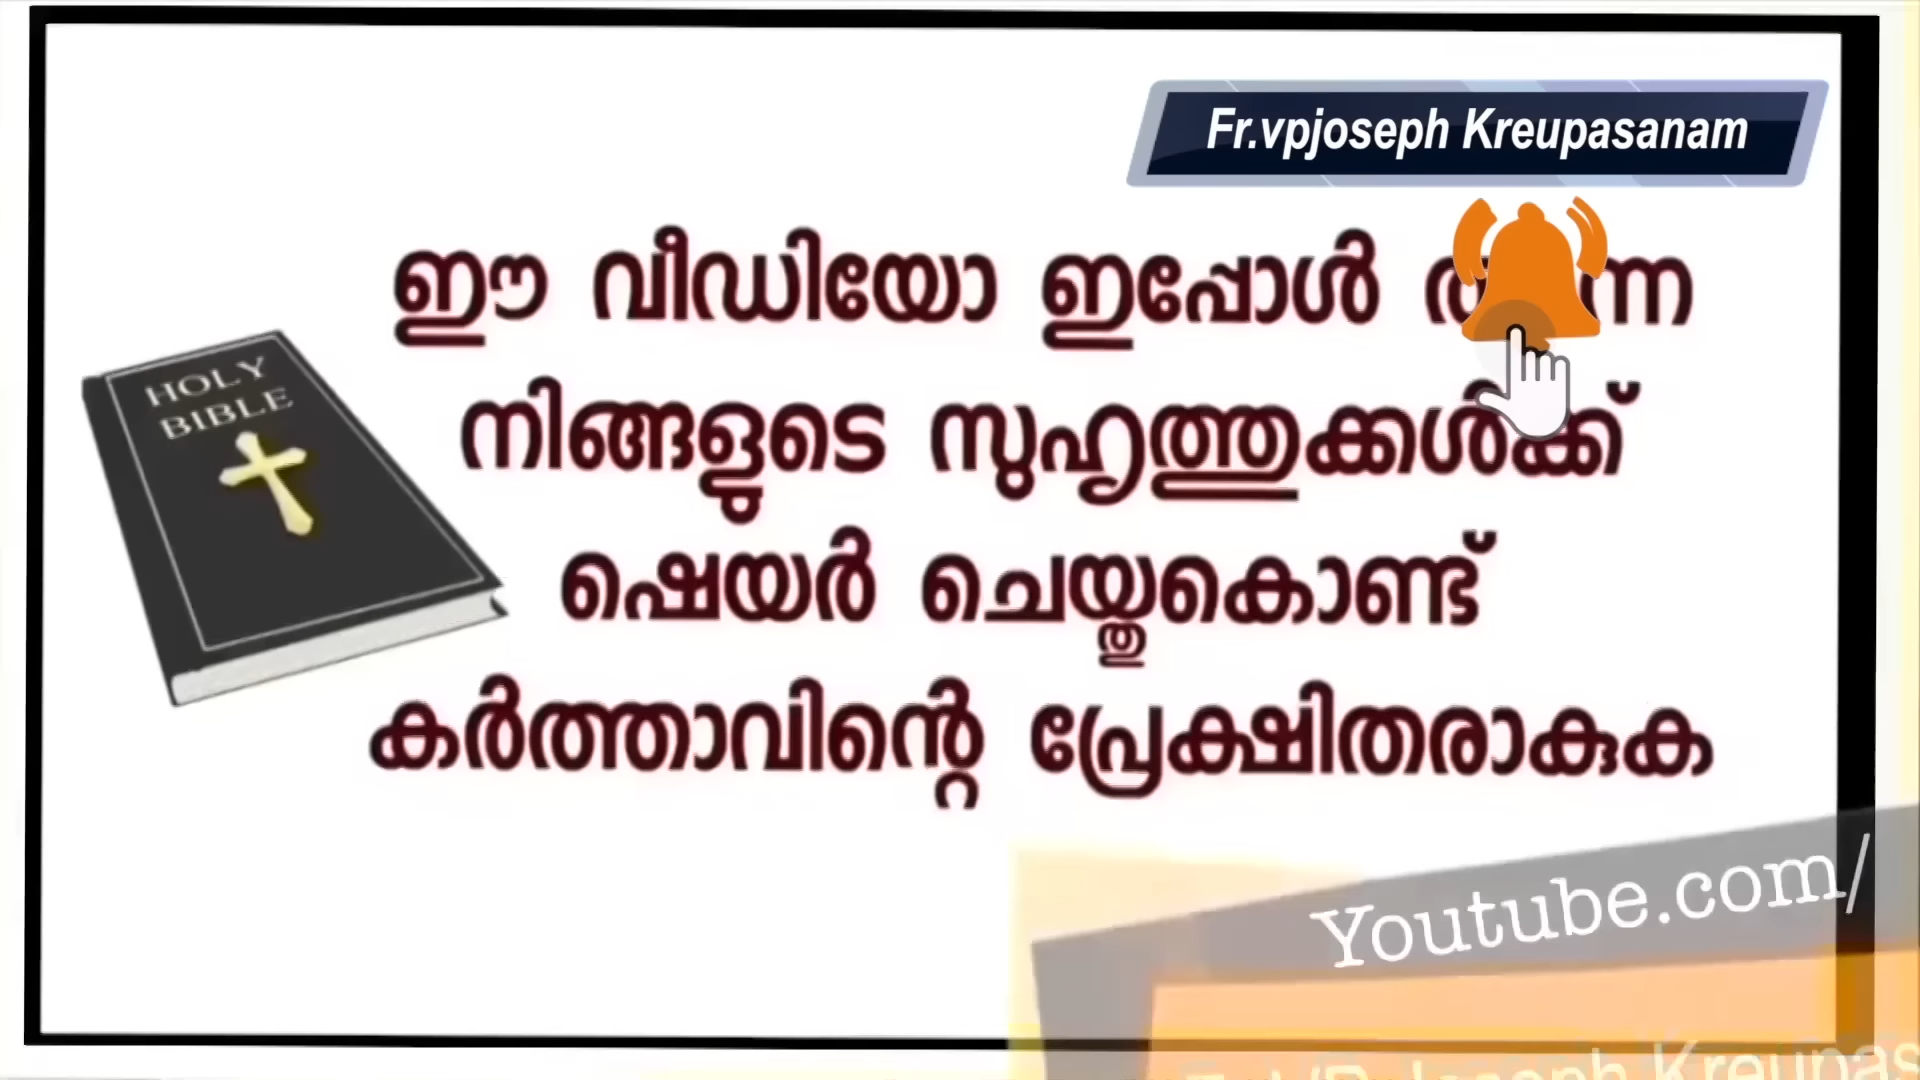 Fr.vpjoseph Kreupasanam
ഈ വീഡിയോ ഇപ്പോൾ
നിങ്ങളുടെ സുഹൃത്തുക്കൾക്ക്
ഷെയർ ചെയ്തുകൊണ്ട്
കർത്താവിന്റെ പ്രേക്ഷിതരാകുക
HOLY
BIBLE
Youtube.com/